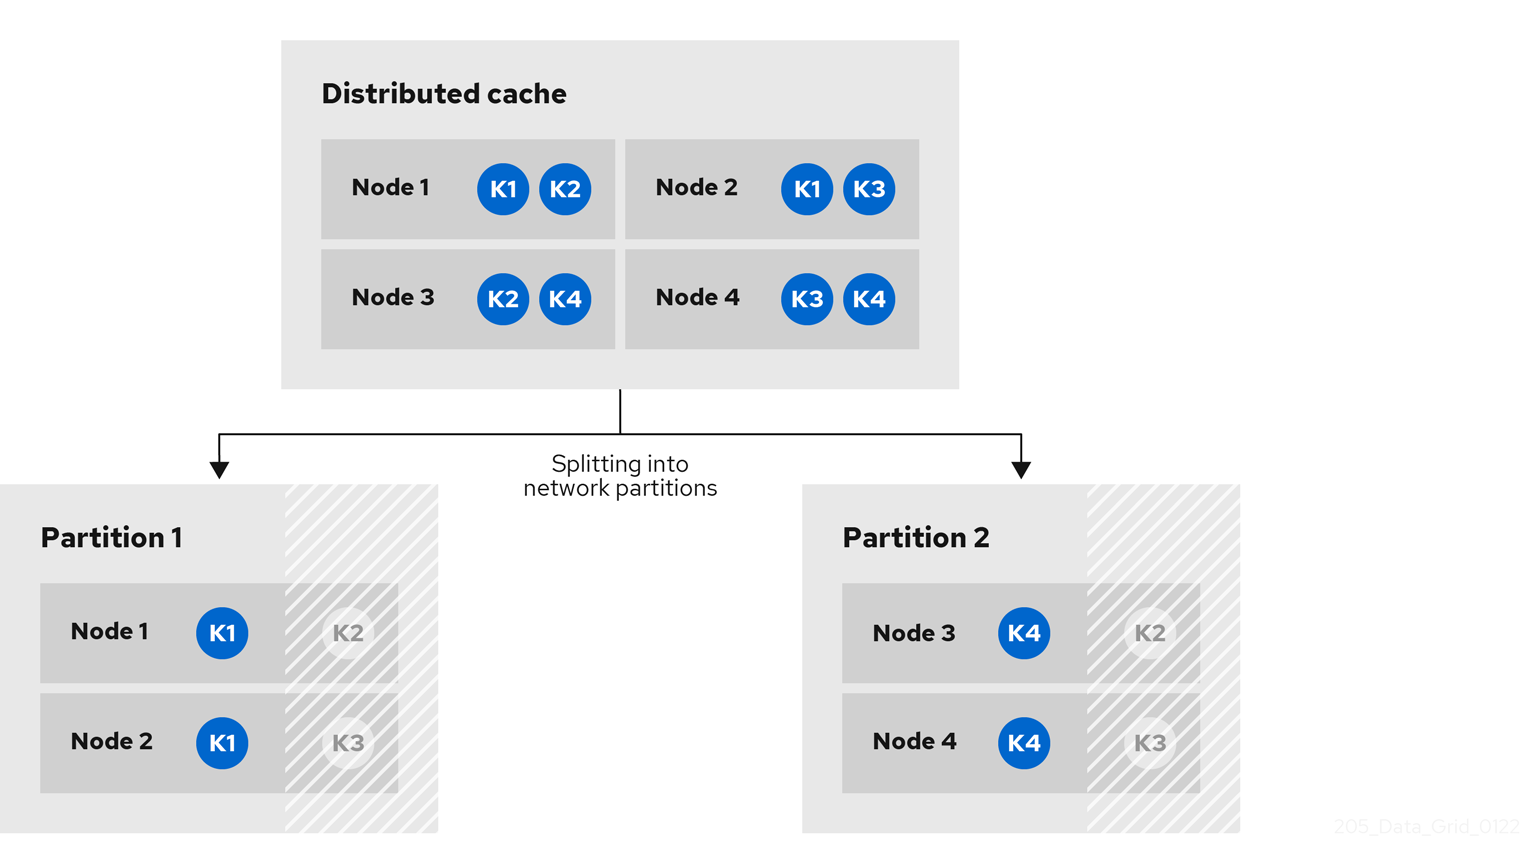 Distributed cache
Node 1 K1 K2
Node 2 K1 K3
Node 3 K2 K4
Node 4 K3 K4
Splitting into
network partitions
Partition 1
Node 1 K1 K2
Node 2 K1 K3
Partition 2
Node 3 K4 K2
Node 4 K4 K3
205_Data_Grid_0122